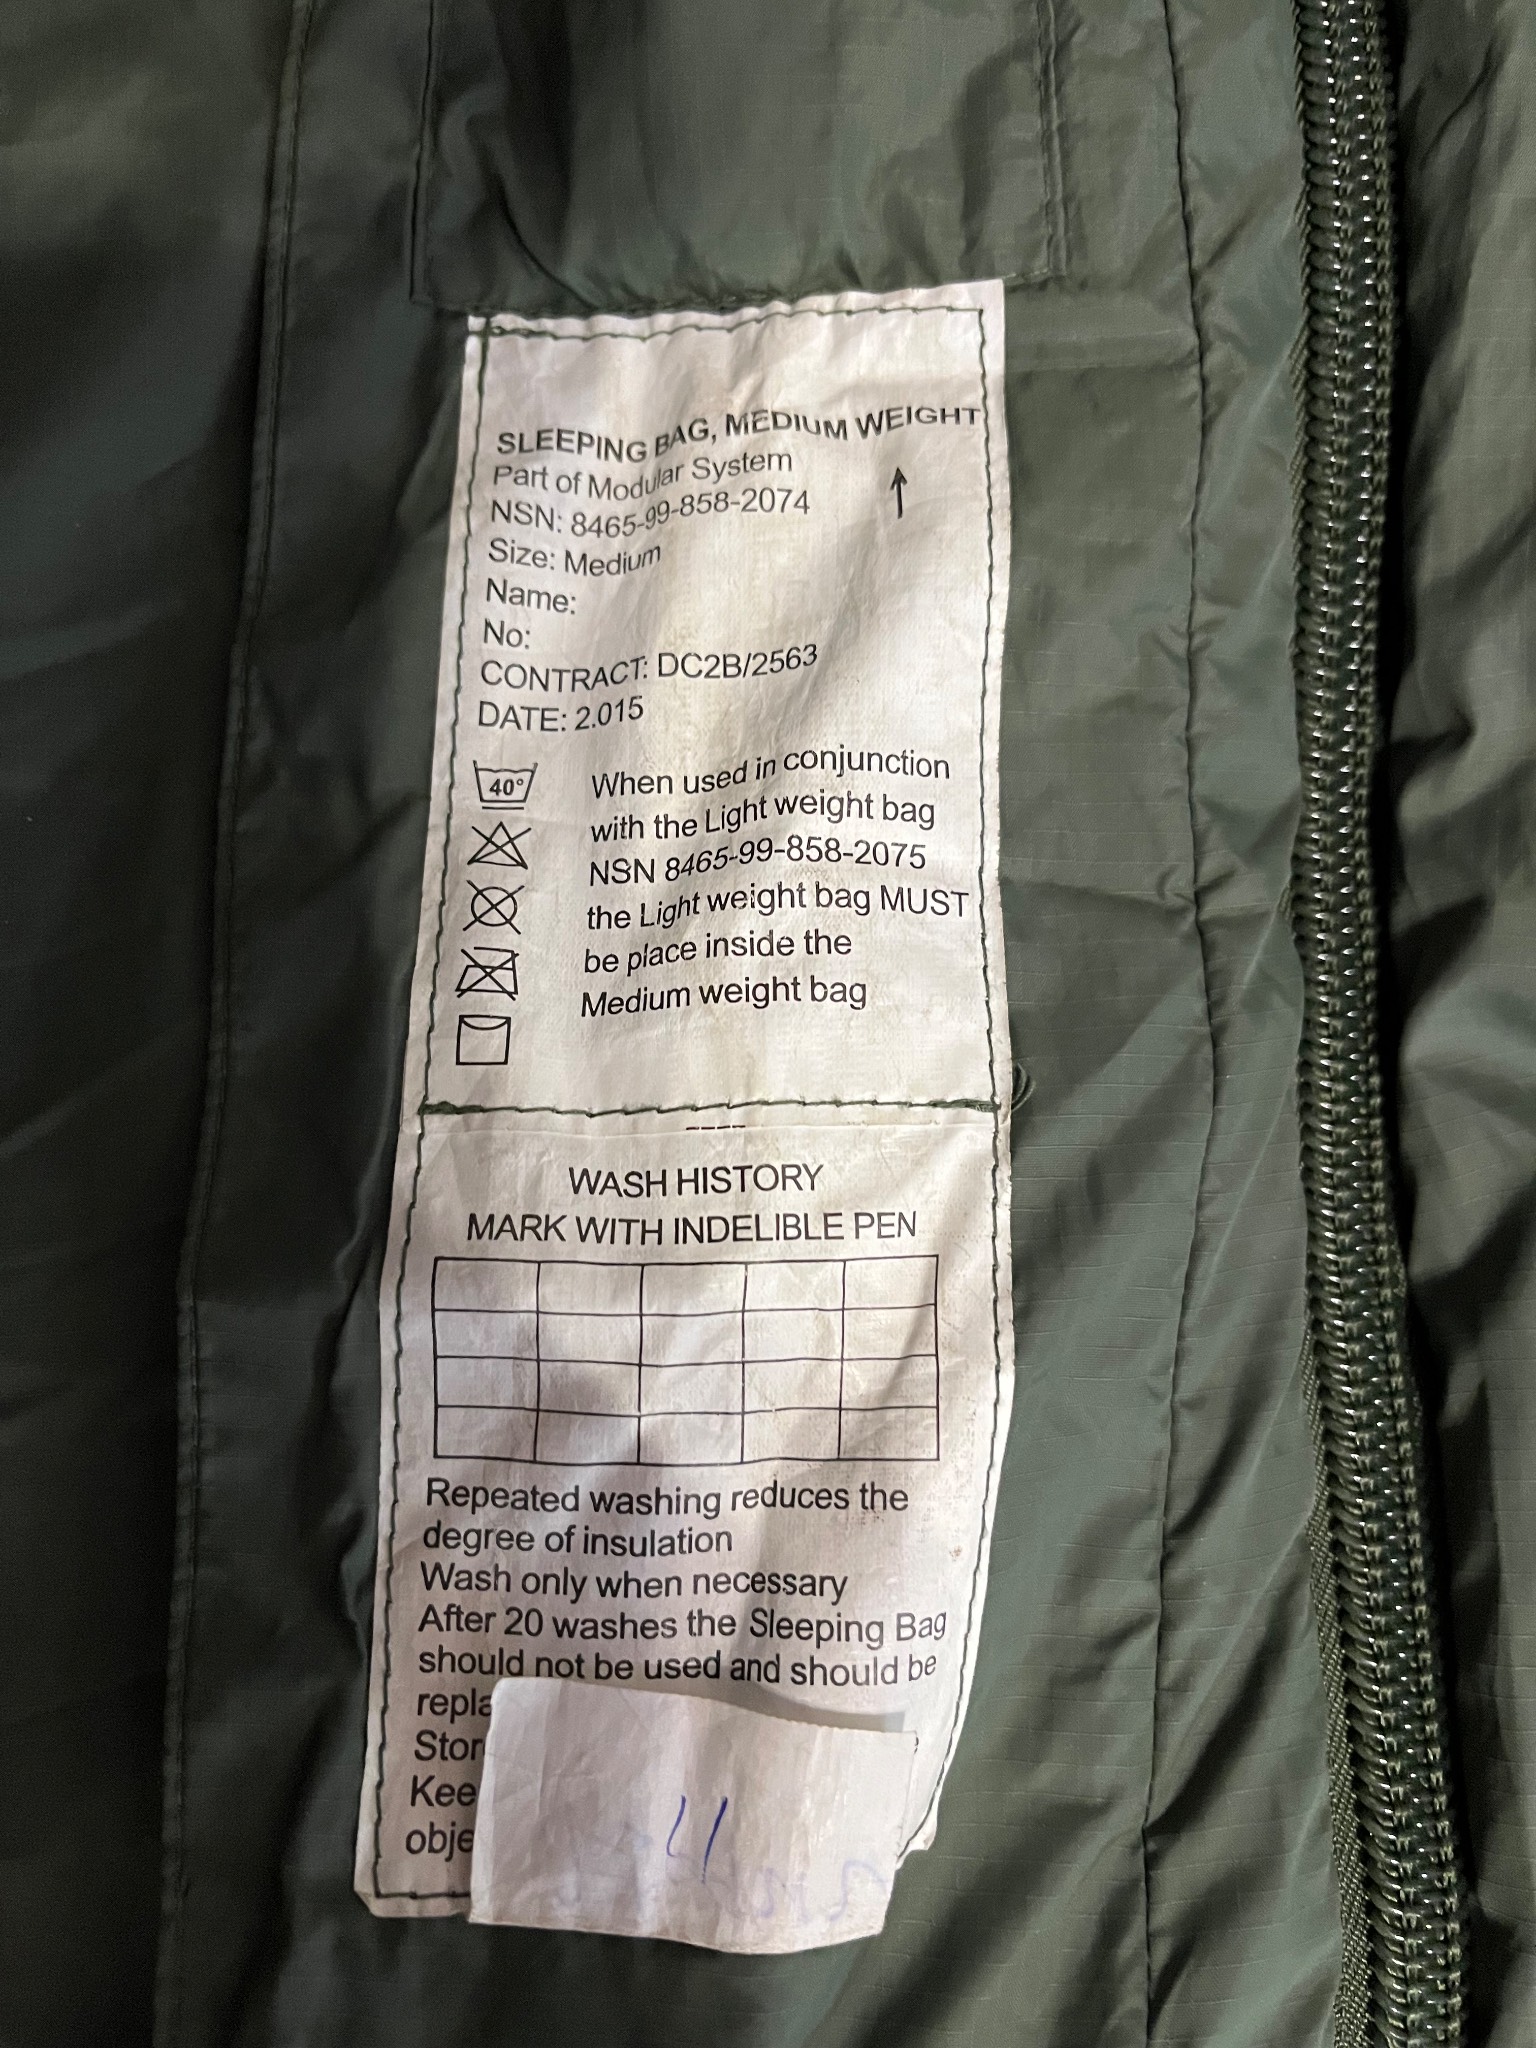 SLEEPING BAG, MEDIUM WEIGHT
Part of Modular System
NSN: 8465-99-858-2074
Size: Medium
Name:
No:
CONTRACT: DC2B/2563
DATE: 2.015
40°
When used in conjunction
with the Light weight bag
NSN 8465-99-858-2075
the Light weight bag MUST
be place inside the
Medium weight bag
WASH HISTORY
MARK WITH INDELIBLE PEN
Repeated washing reduces the
degree of insulation
Wash only when necessary
After 20 washes the Sleeping Bag
should not be used and should be